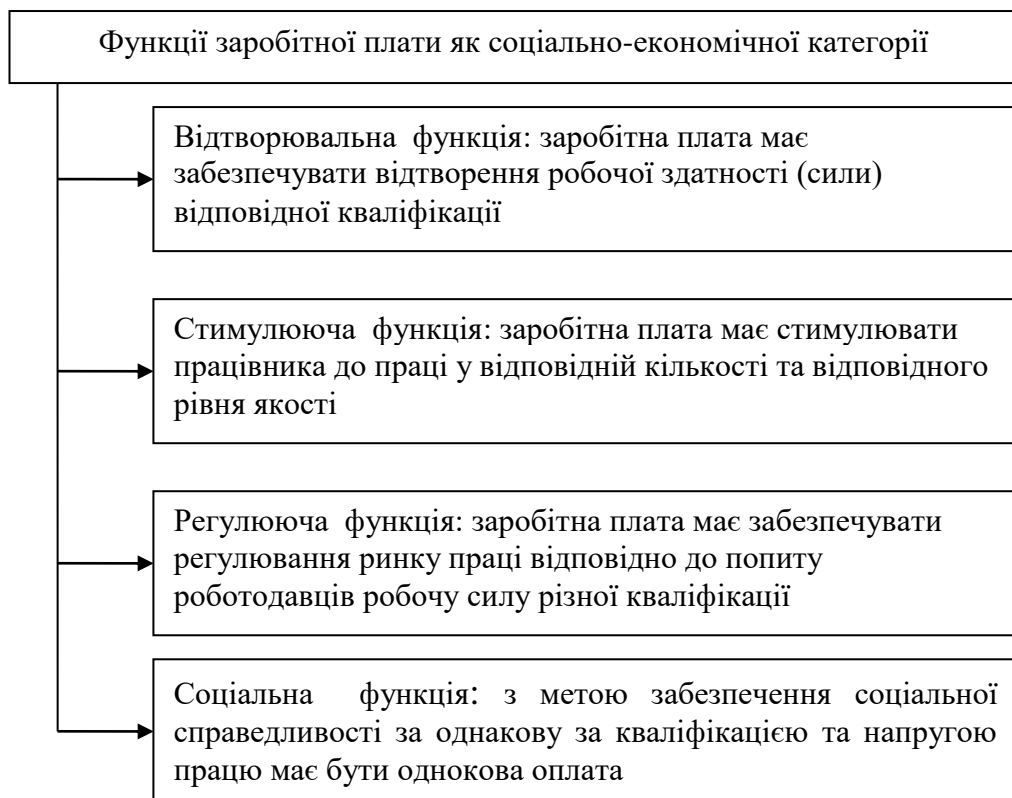 Функції заробітної плати як соціально-економічної категорії
Відтворювальна функція: заробітна плата має
забезпечувати відтворення робочої здатності (сили)
відповідної кваліфікації
Стимулююча функція: заробітна плата має стимулювати
працівника до праці у відповідній кількості та відповідного
рівня якості
Регулююча функція: заробітна плата має забезпечувати
регулювання ринку праці відповідно до попиту
роботодавців робочу силу різної кваліфікації
Соціальна функція: з метою забезпечення соціальної
справедливості за однакову за кваліфікацією та напругою
працю має бути однокова оплата